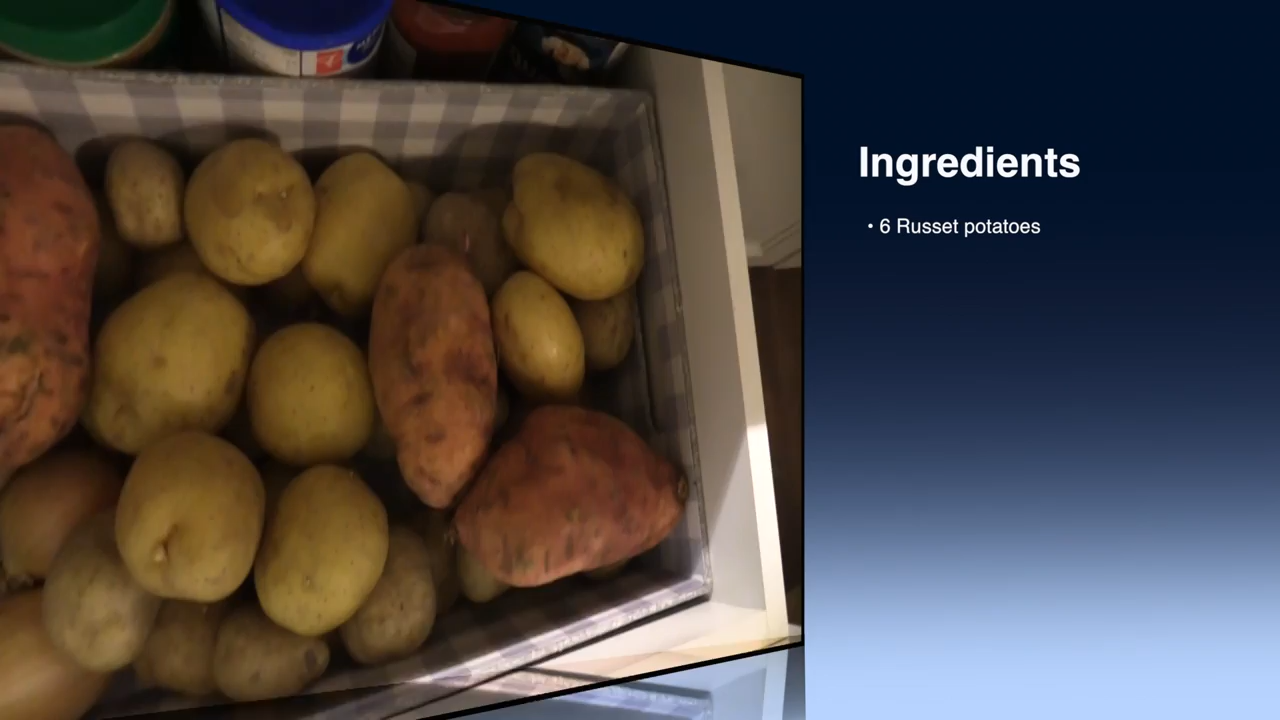 Ingredients
• 6 Russet potatoes